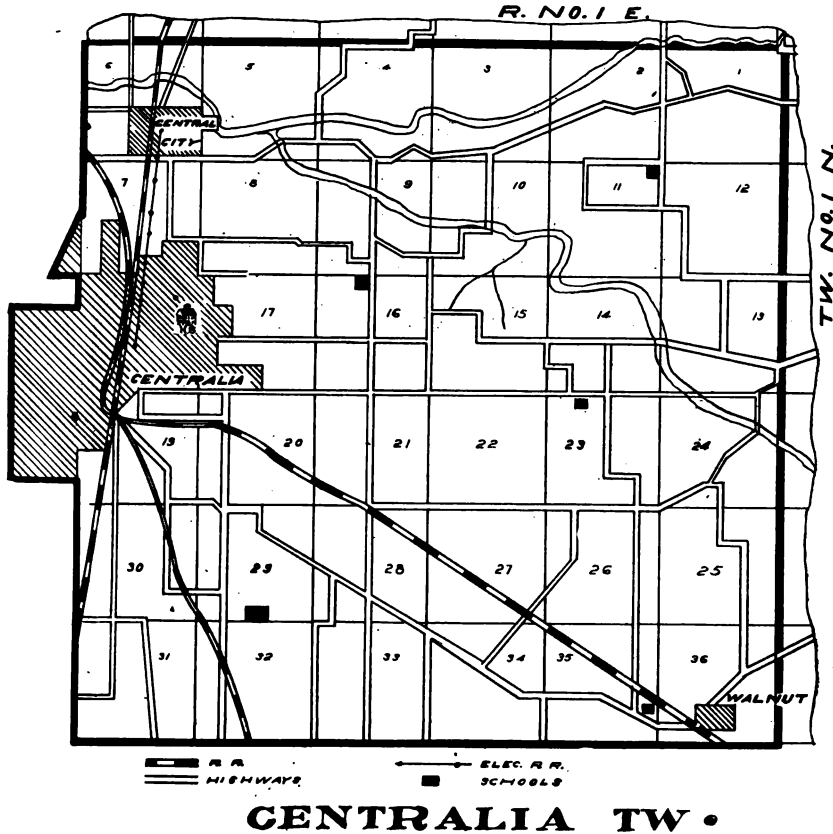 R. NO. 1 E.
6 5 4 3 2 1
CENTRAL
CITY
7 8 9 10 11 12
TW. NO. 1 N.
17 16 15 14 13
CENTRALIA
19 20 21 22 23 24
30 29 28 27 26 25
31 32 33 34 35 36
WALNUT
R R. ELEC. R R.
HIGHWAYS. SCHOOLS
CENTRALIA TW.